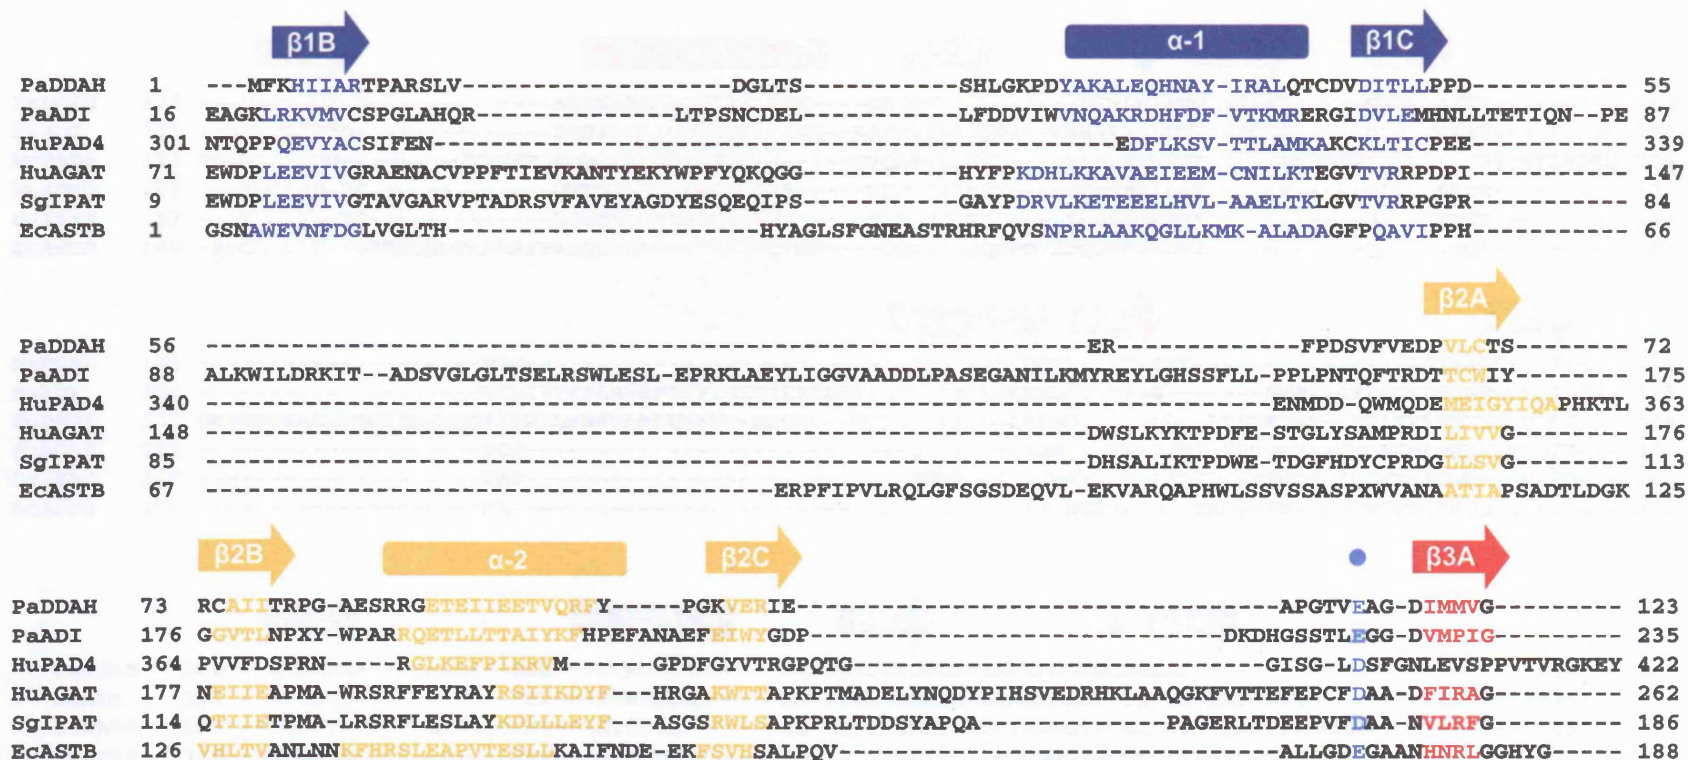 β1B α-1 β1C
PaDDAH 1 ---MFKHIIARTPARSLV------------------------DGLTS--------------SHLGKPDYAKALEQHNAY-IRALQTCDVDITLLPPD-------------- 55
PaADI 16 EAGKLRKVMVCSPGLAHQR------------------LTPSNCDEL--------------LFDDVIWVNQAKRDHFDF-VTKMRERGIDVLEMHNLLTETIQN--PE 87
HuPAD4 301 NTQPPQEVYACSIFEN-------------------------------------------------------------EDFLKSV-TTLAMKAKCKLTICPEE-------------- 339
HuAGAT 71 EWDPLEEVIVGRAENACVPPFTIEVKANTYEKYWPFYQKQGG--------------HYFPKDHLKKAVAEIEEM-CNILKTEGVTVRRPDPI-------------- 147
SgIPAT 9 EWDPLEEVIVGTAVGARVPTADRSVFAVEYAGDYESQEQIPS--------------GAYPDRVLKETEEELHVL-AAELTKLGVTVRRPGPR-------------- 84
EcASTB 1 GSNAWEVNFDGLVGLTH----------------------------HYAGLSFGNEASTRHRFQVSNPRLAAKQGLLKMK-ALADAGFPQAVIPPH-------------- 66
β2A
PaDDAH 56 ------------------------------------------------------------------------------ER-----------------FPDSVFVEDPVLCTS---------- 72
PaADI 88 ALKWILDRKIT--ADSVGLGLTSELRSWLESL-EPRKLAEYLIGGVAADDLPASEGANILKMYREYLGHSSFLL-PPLPNTQFTRDTTCWIY---------- 175
HuPAD4 340 -----------------------------------------------------------------------------------------------ENMDD-QWMQDEMEIGYIQAPHKTL 363
HuAGAT 148 ------------------------------------------------------------------------------DWSLKYKTPDFE-STGLYSAMPRDILIVVG---------- 176
SgIPAT 85 ------------------------------------------------------------------------------DHSALIKTPDWE-TDGFHDYCPRDGLLSVG---------- 113
EcASTB 67 --------------------------------------------------ERPFIPVLRQLGFSGSDEQVL-EKVARQAPHWLSSVSSASPXWVANAATIAPSADTLDGK 125
β2B α-2 β2C β3A
PaDDAH 73 RCAIITRPG-AESRRGETEIIEETVQRFY-----PGKVERIE-------------------------------------------APGTVEAG-DIMMVG--------- 123
PaADI 176 GGVTLNPXY-WPARRQETLLTTAIYKFHPEFANAEFEIWYGDP-------------------------------------DKDHGSSTLEGG-DVMPIG--------- 235
HuPAD4 364 PVVFDSPRN------RGLKEFPIKRVM-------GPDFGYVTRGPQTG-------------------------------------GISG-LDSFGNLEVSPPVTVRGKEY 422
HuAGAT 177 NEIIEAPMA-WRSRFFEYRAYRSIIKDYF---HRGAKWTTAPKPTMADELYNQDYPIHSVEDRHKLAAQGKFVTTEFEPCFDAA-DFIRAG--------- 262
SgIPAT 114 QTIIETPMA-LRSRFLESLAYKDLLLEYF---ASGSRWLSAPKPRLTDDSYAPQA-----------------PAGERLTDEEPVFDAA-NVLRFG--------- 186
EcASTB 126 VHLTVANLNNKFHRSLEAPVTESLLKAIFNDE-EKFSVHSALPQV----------------------------------------ALLGDEGAANHNRLGGHYG----- 188